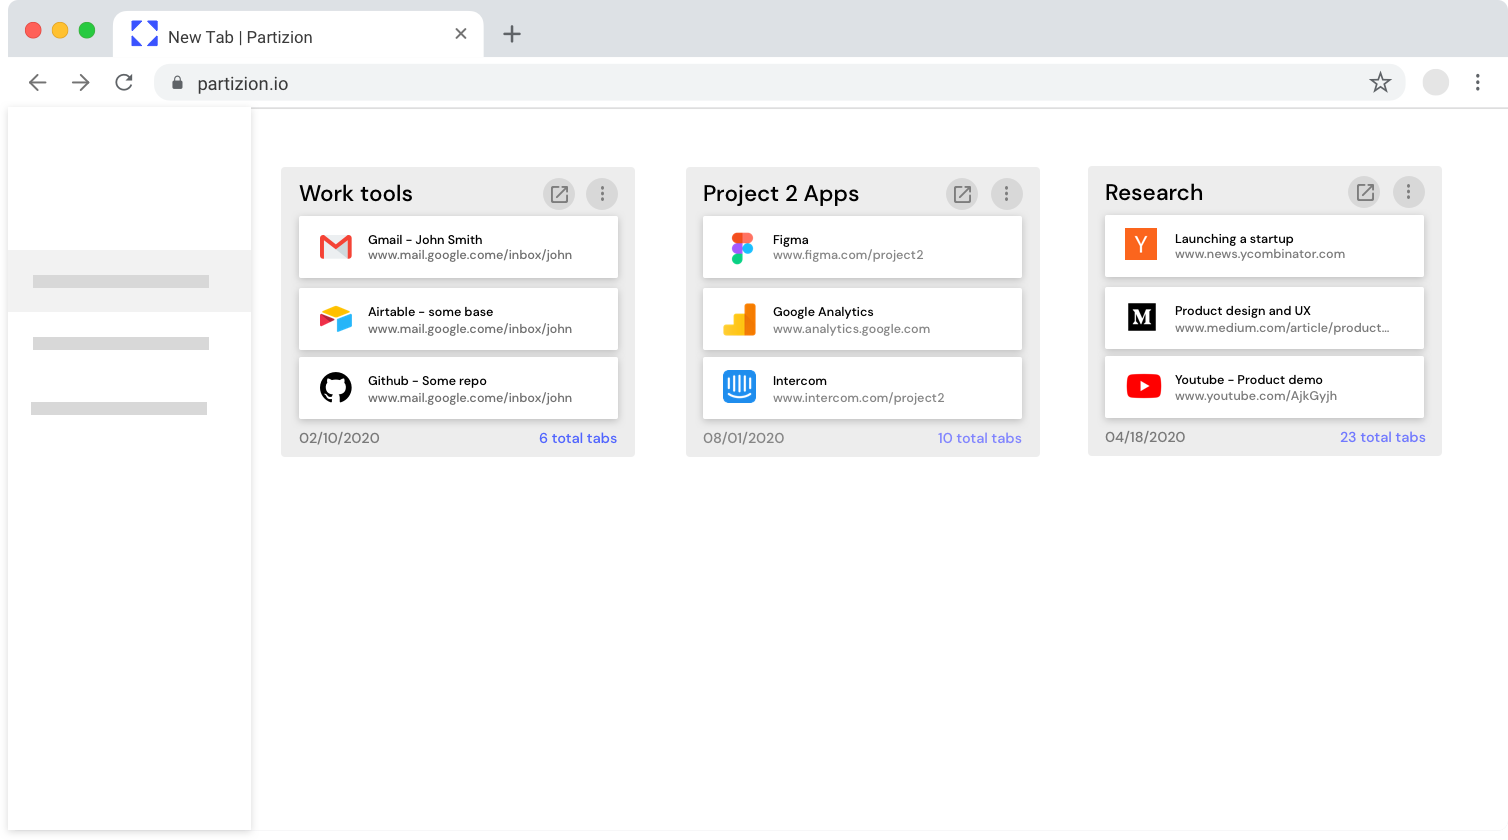 New Tab | Partizion
partizion.io
Work tools
Gmail - John Smith
www.mail.google.come/inbox/john
Airtable - some base
www.mail.google.come/inbox/john
Github - Some repo
www.mail.google.come/inbox/john
02/10/2020
6 total tabs
Project 2 Apps
Figma
www.figma.com/project2
Google Analytics
www.analytics.google.com
Intercom
www.intercom.com/project2
08/01/2020
10 total tabs
Research
Y
Launching a startup
www.news.ycombinator.com
M
Product design and UX
www.medium.com/article/product...
Youtube - Product demo
www.youtube.com/AjkGyjh
04/18/2020
23 total tabs